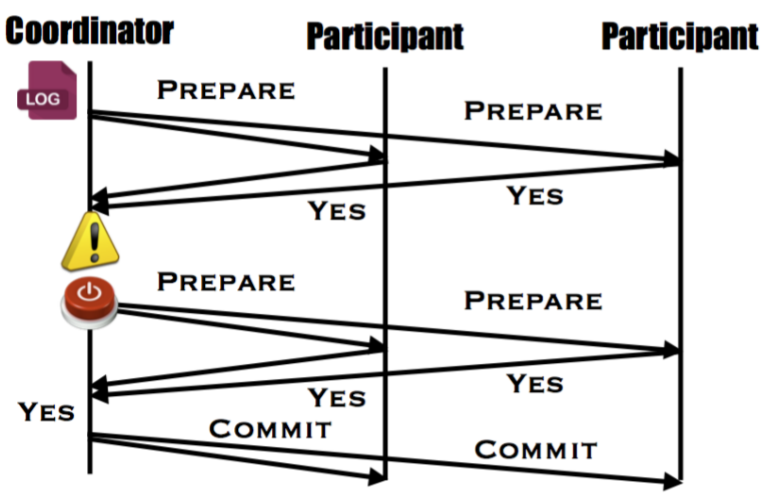 Coordinator
Participant
Participant
LOG
PREPARE
PREPARE
YES
YES
PREPARE
PREPARE
YES
YES
YES
COMMIT
COMMIT